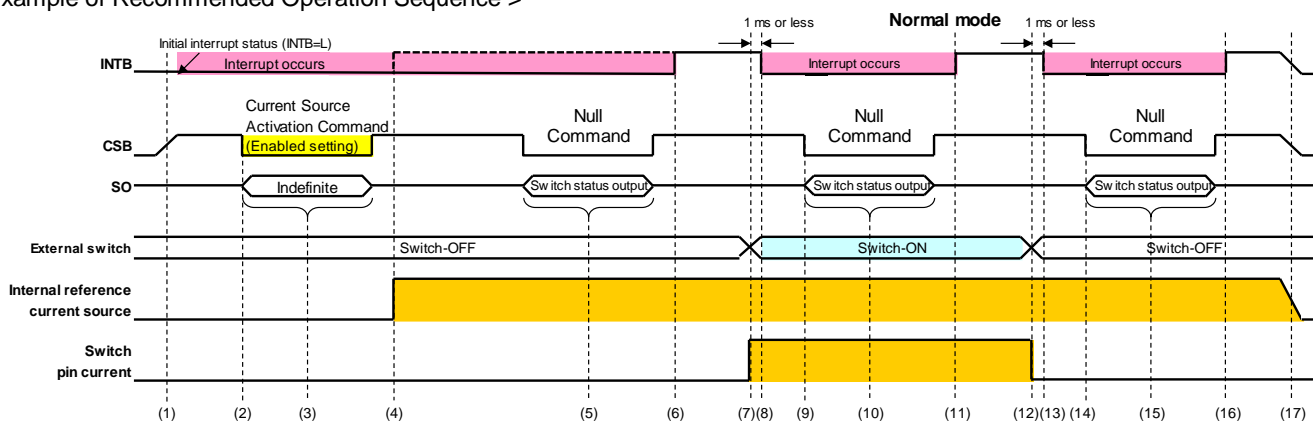 xample of Recommended Operation Sequence >
1 ms or less
Normal mode
1 ms or less
Initial interrupt status (INTB=L)
INTB
Interrupt occurs
Interrupt occurs
Interrupt occurs
Current Source
Activation Command
(Enabled setting)
Null
Command
Null
Command
Null
Command
CSB
SO
Indefinite
Switch status output
Switch status output
Switch status output
External switch
Switch-OFF
Switch-ON
Switch-OFF
Internal reference
current source
Switch
pin current
(1) (2) (3) (4) (5) (6) (7)(8) (9) (10) (11) (12)(13) (14) (15) (16) (17)